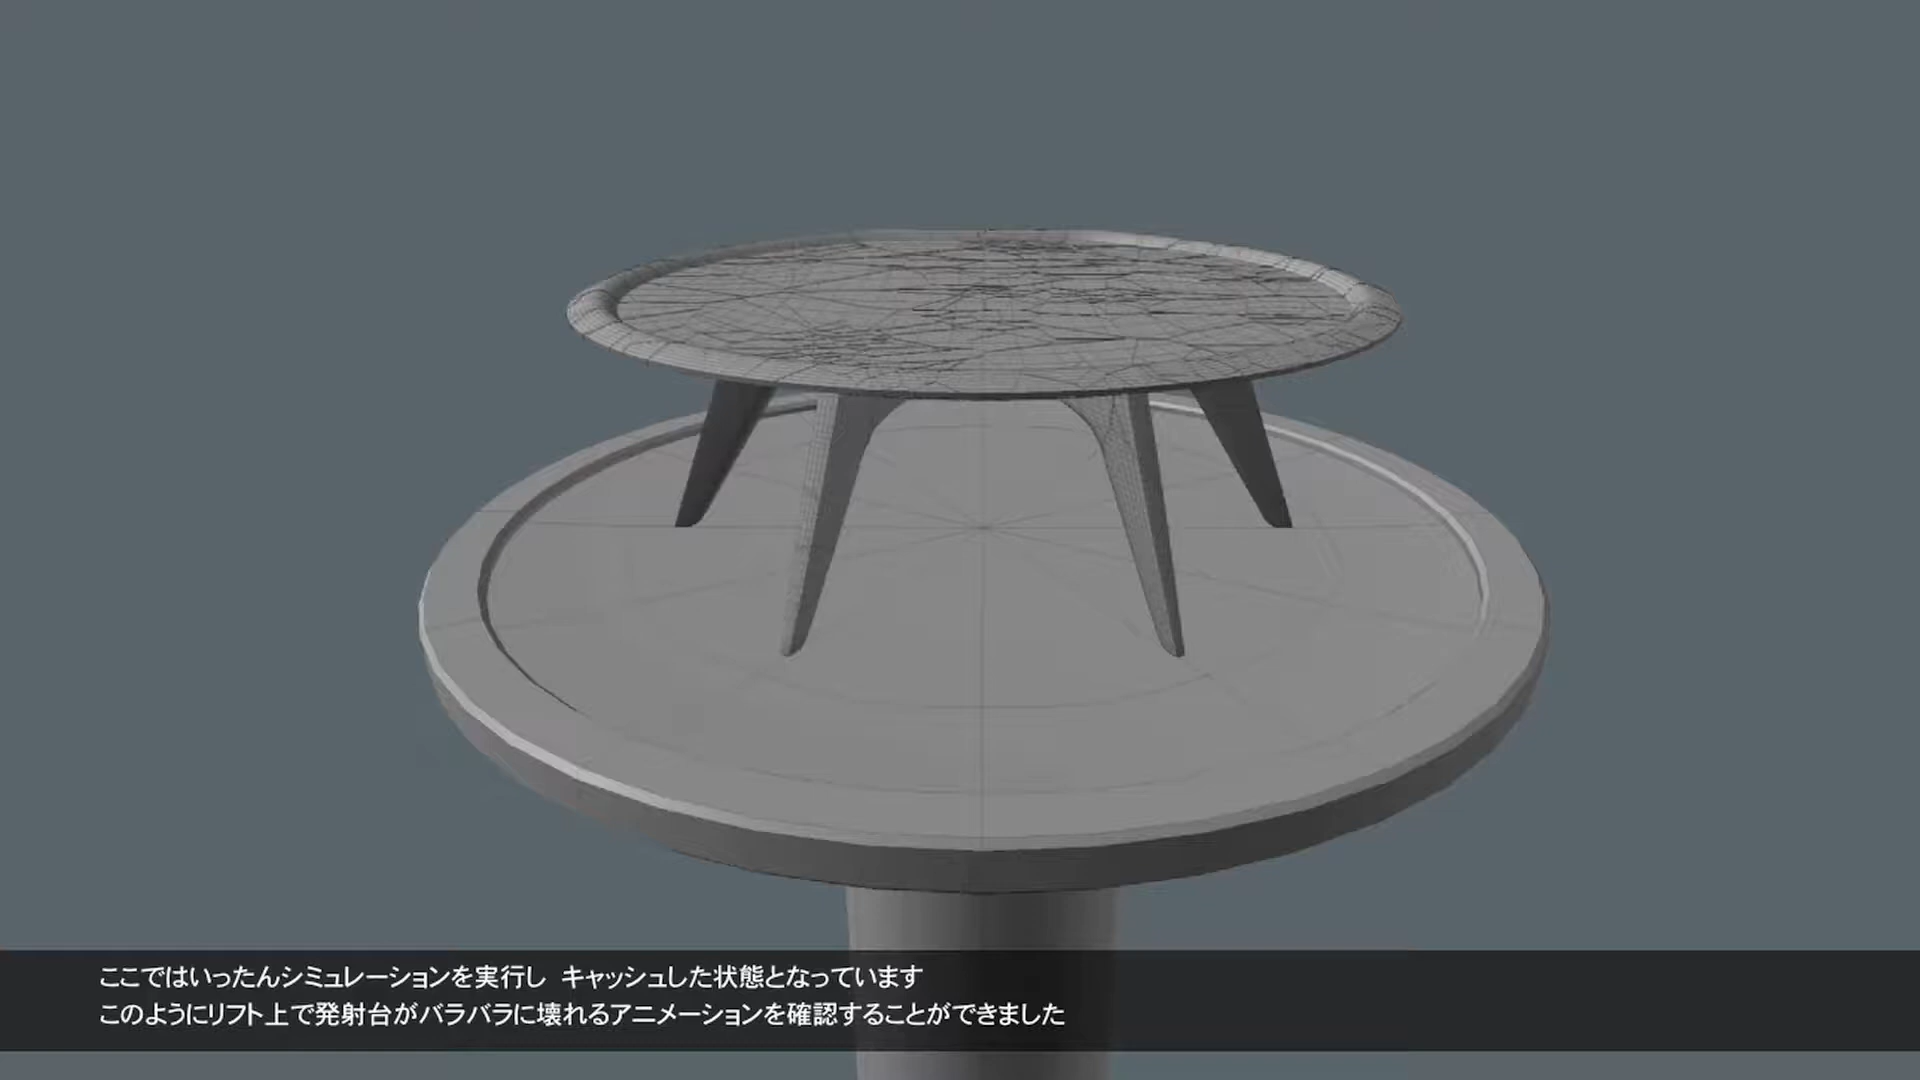 ここではいったんシミュレーションを実行し キャッシュした状態となっています
このようにリフト上で発射台がバラバラに壊れるアニメーションを確認することができました